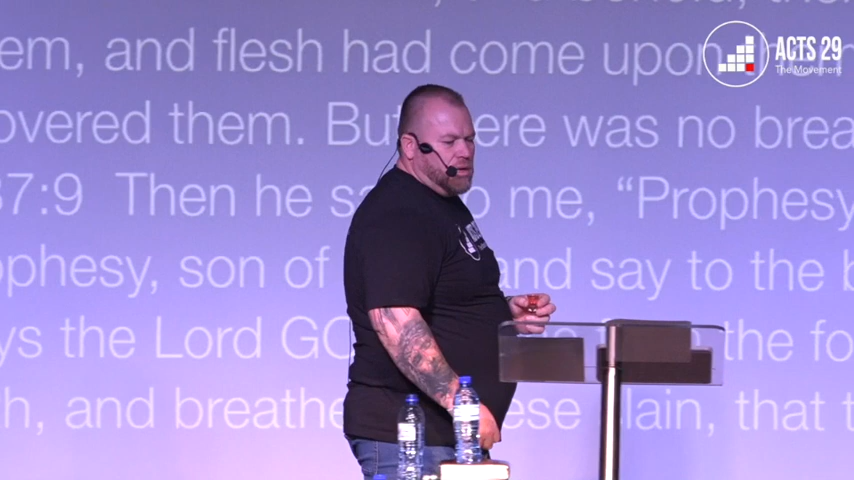 em, and flesh had come upon
ACTS 29
The Movement
overed them. But ere was no brea
37:9 Then he sa o me, “Prophesy
ophesy, son of and say to the b
ys the Lord GO the fo
h, and breathe ese slain, that t